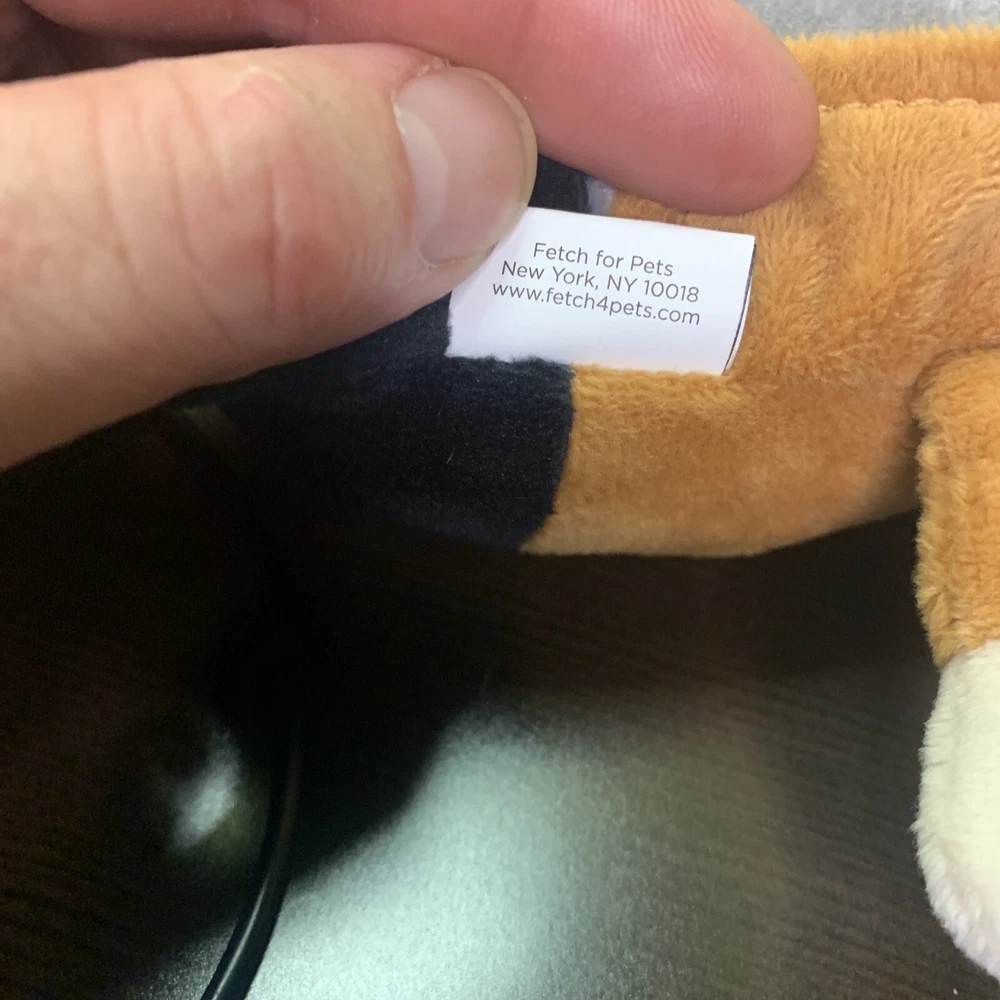 Fetch for Pets
New York, NY 10018
www.fetch4pets.com